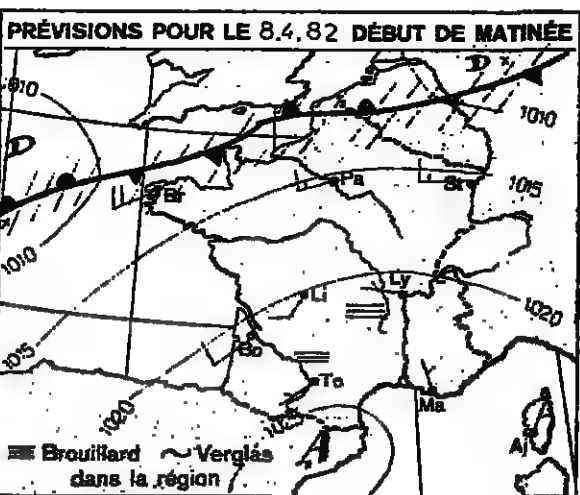 PRÉVISIONS POUR LE 8.4.82 DÉBUT DE MATINÉE
D
1010
D
Br
Pa
St
1015
1010
Ly
Li
1020
1015
Bo
To
1020
Ma
Aj
Brouillard Verglas
dans la région